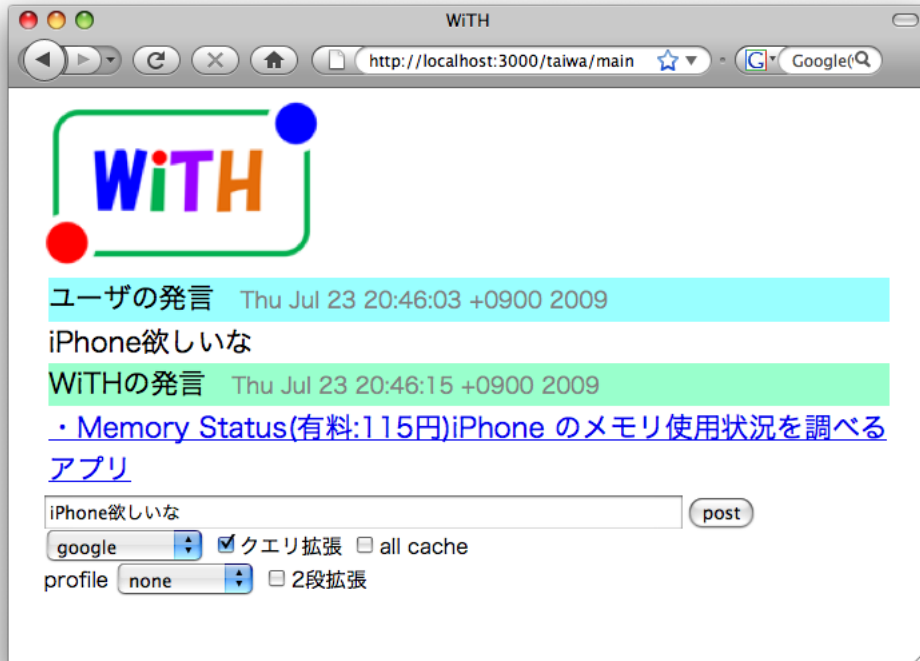 WiTH
http://localhost:3000/taiwa/main
Google(
WiTH
ユーザの発言 Thu Jul 23 20:46:03 +0900 2009
iPhone欲しいな
WiTHの発言 Thu Jul 23 20:46:15 +0900 2009
・Memory Status(有料:115円)iPhone のメモリ使用状況を調べる
アプリ
iPhone欲しいな post
google クエリ拡張 all cache
profile none 2段拡張